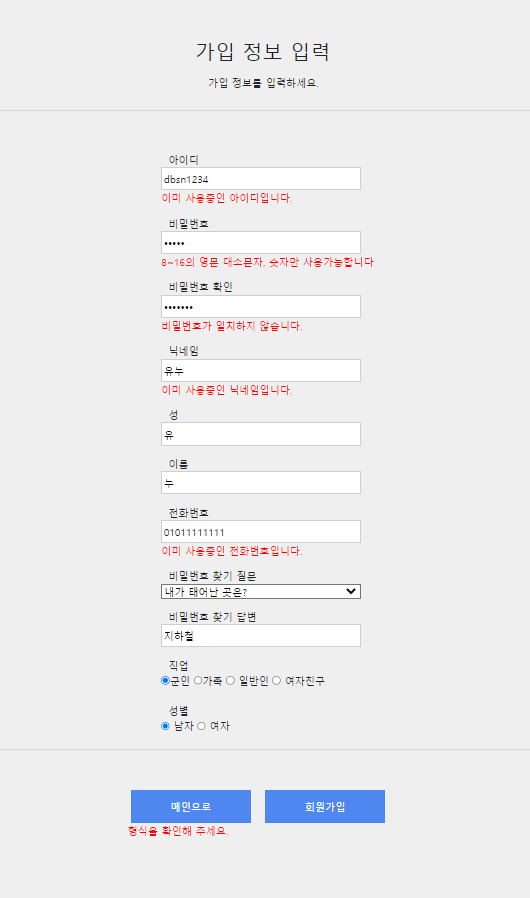 가입 정보 입력
가입 정보를 입력하세요.
아이디
dbsn1234
이미 사용중인 아이디입니다.
비밀번호
•••••
8~16의 영문 대소문자, 숫자만 사용가능합니다
비밀번호 확인
•••••••
비밀번호가 일치하지 않습니다.
닉네임
유누
이미 사용중인 닉네임입니다.
성
유
이름
누
전화번호
01011111111
이미 사용중인 전화번호입니다.
비밀번호 찾기 질문
내가 태어난 곳은?
비밀번호 찾기 답변
지하철
직업
군인 가족 일반인 여자친구
성별
남자 여자
메인으로 회원가입
형식을 확인해 주세요.